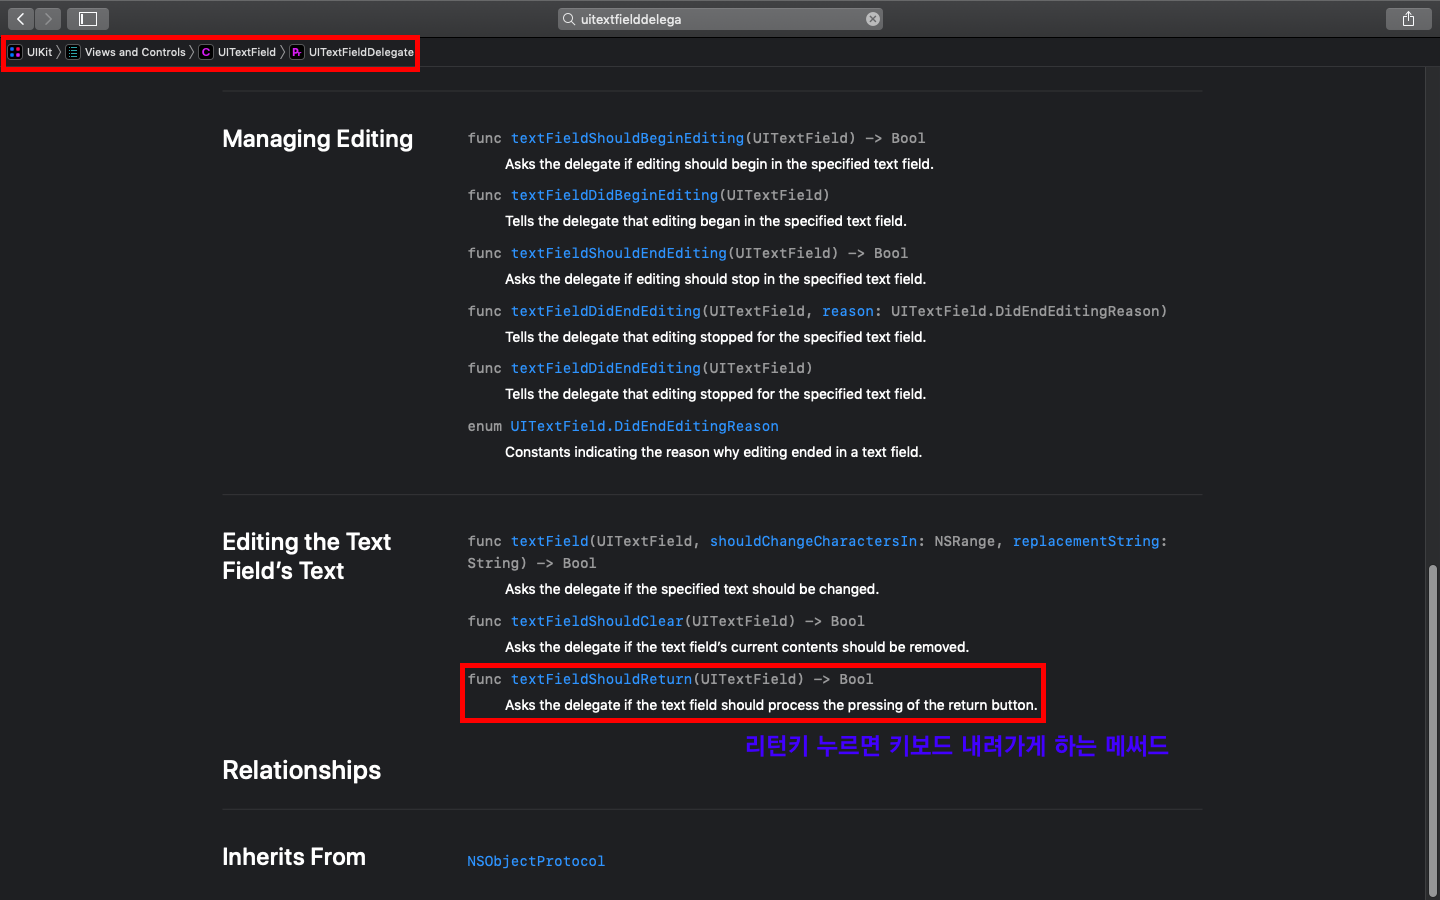 uitextfielddelega
UIKit Views and Controls UITextField UITextFieldDelegate
Managing Editing
func textFieldShouldBeginEditing(UITextField) -> Bool
Asks the delegate if editing should begin in the specified text field.
func textFieldDidBeginEditing(UITextField)
Tells the delegate that editing began in the specified text field.
func textFieldShouldEndEditing(UITextField) -> Bool
Asks the delegate if editing should stop in the specified text field.
func textFieldDidEndEditing(UITextField, reason: UITextField.DidEndEditingReason)
Tells the delegate that editing stopped for the specified text field.
func textFieldDidEndEditing(UITextField)
Tells the delegate that editing stopped for the specified text field.
enum UITextField.DidEndEditingReason
Constants indicating the reason why editing ended in a text field.
Editing the Text
Field’s Text
func textField(UITextField, shouldChangeCharactersIn: NSRange, replacementString:
String) -> Bool
Asks the delegate if the specified text should be changed.
func textFieldShouldClear(UITextField) -> Bool
Asks the delegate if the text field’s current contents should be removed.
func textFieldShouldReturn(UITextField) -> Bool
Asks the delegate if the text field should process the pressing of the return button.
리턴키 누르면 키보드 내려가게 하는 메써드
Relationships
Inherits From
NSObjectProtocol